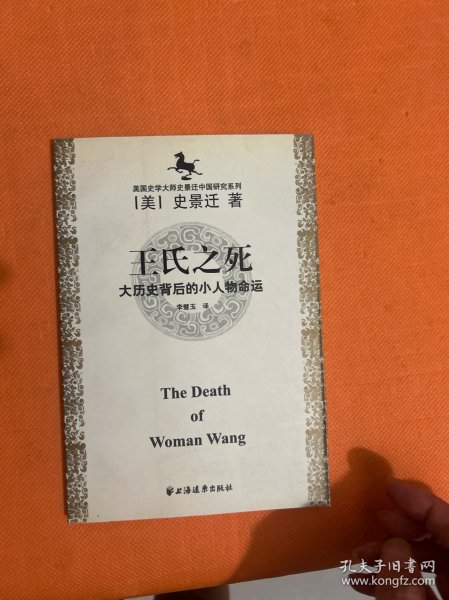 美国史学大师史景迁中国研究系列
[美] 史景迁 著
王氏之死
大历史背后的小人物命运
李璧玉 译
The Death
of
Woman Wang
上海远东出版社
孔夫子旧书网
www.kongfz.com